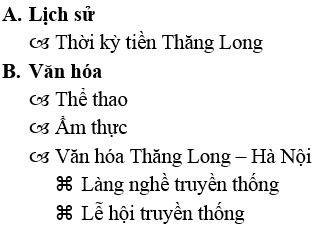 A. Lịch sử
Thời kỳ tiền Thăng Long
B. Văn hóa
Thể thao
Ẩm thực
Văn hóa Thăng Long – Hà Nội
⌘ Làng nghề truyền thống
⌘ Lễ hội truyền thống